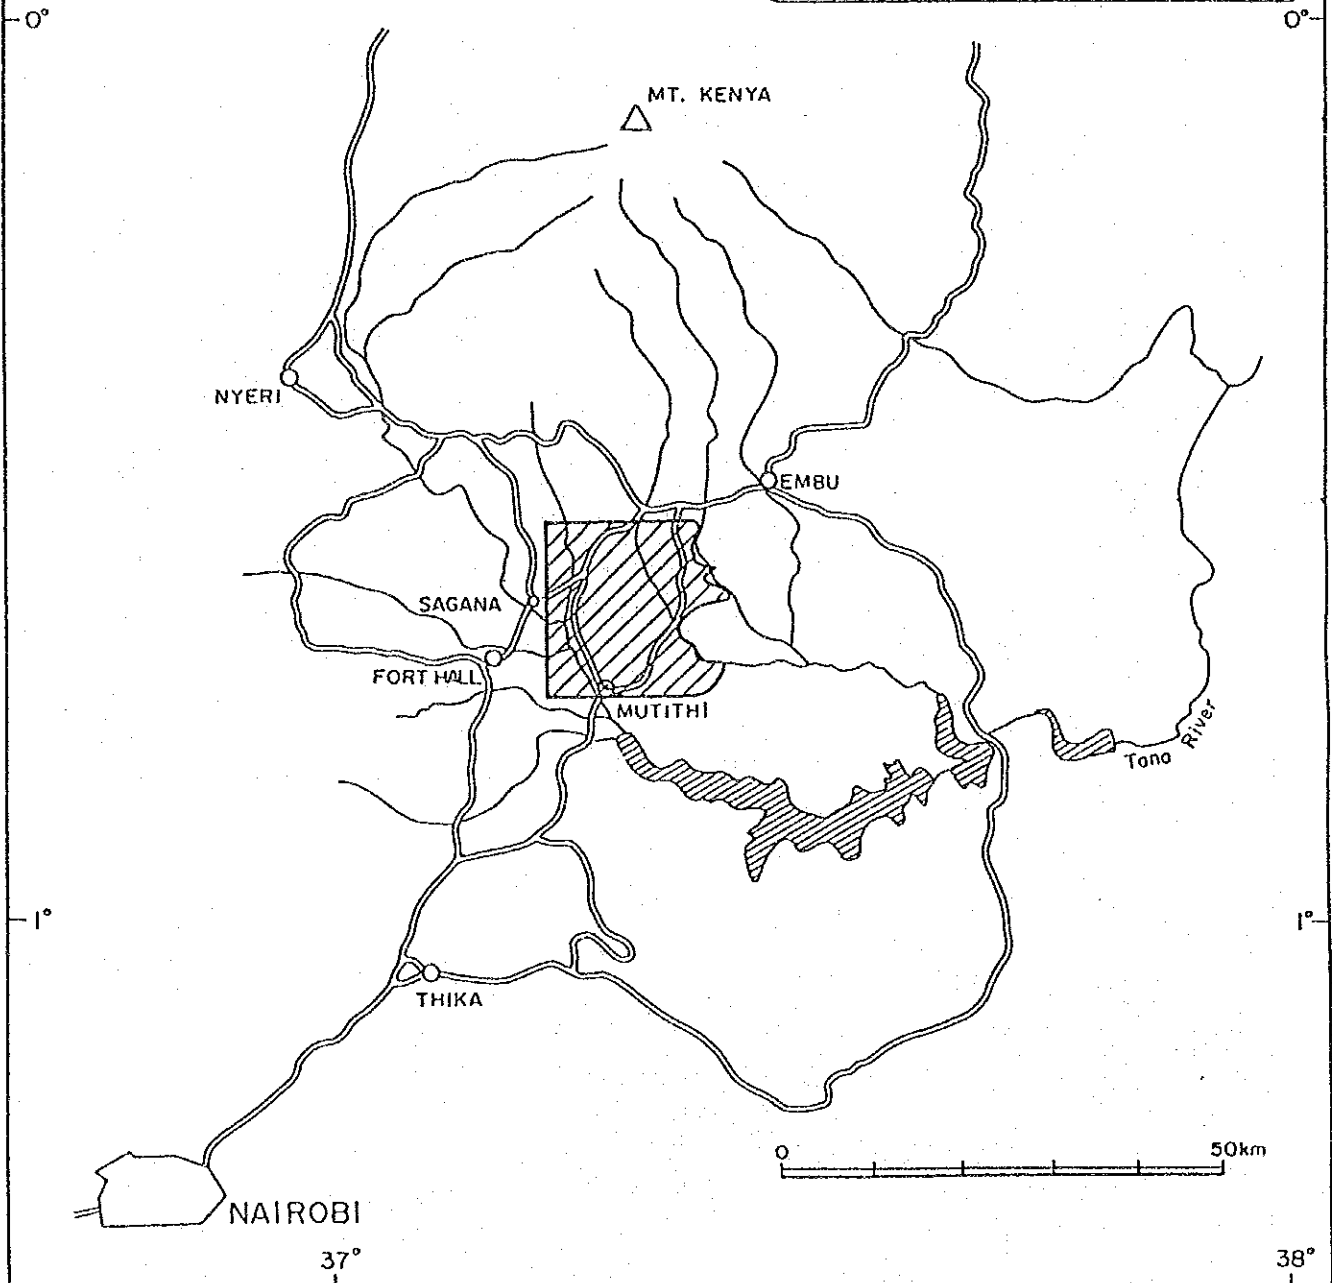 0°
0°
MT. KENYA
NYERI
EMBU
SAGANA
FORT HALL
MUTITHI
Tana River
1°
1°
THIKA
0
50km
NAIROBI
37°
38°